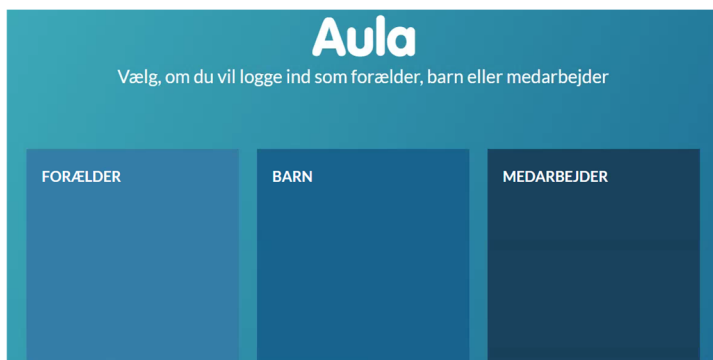 Aula
Vælg, om du vil logge ind som forælder, barn eller medarbejder
FORÆLDER
BARN
MEDARBEJDER